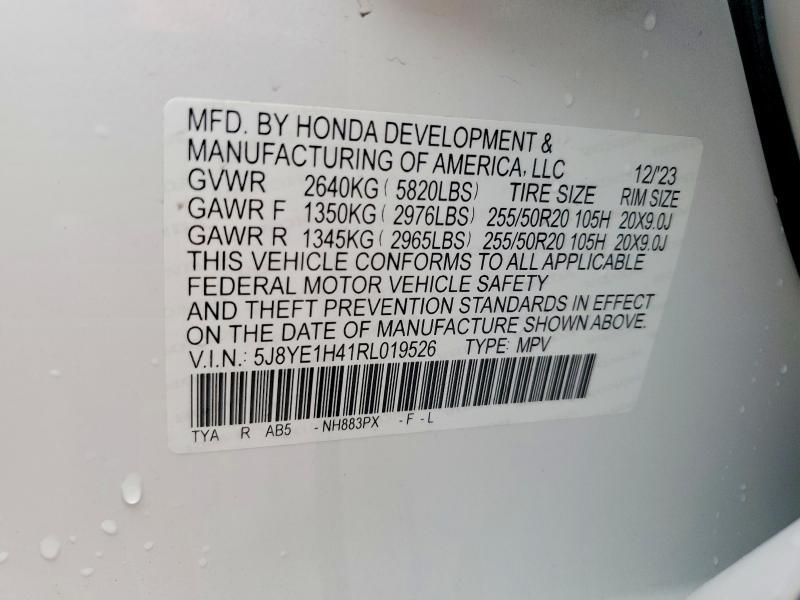 MFD. BY HONDA DEVELOPMENT &
MANUFACTURING OF AMERICA, LLC 12/'23
GVWR 2640KG ( 5820LBS) TIRE SIZE RIM SIZE
GAWR F 1350KG ( 2976LBS) 255/50R20 105H 20X9.0J
GAWR R 1345KG ( 2965LBS) 255/50R20 105H 20X9.0J
THIS VEHICLE CONFORMS TO ALL APPLICABLE
FEDERAL MOTOR VEHICLE SAFETY
AND THEFT PREVENTION STANDARDS IN EFFECT
ON THE DATE OF MANUFACTURE SHOWN ABOVE.
V.I.N.: 5J8YE1H41RL019526 TYPE: MPV
TYA R AB5 - NH883PX - F - L